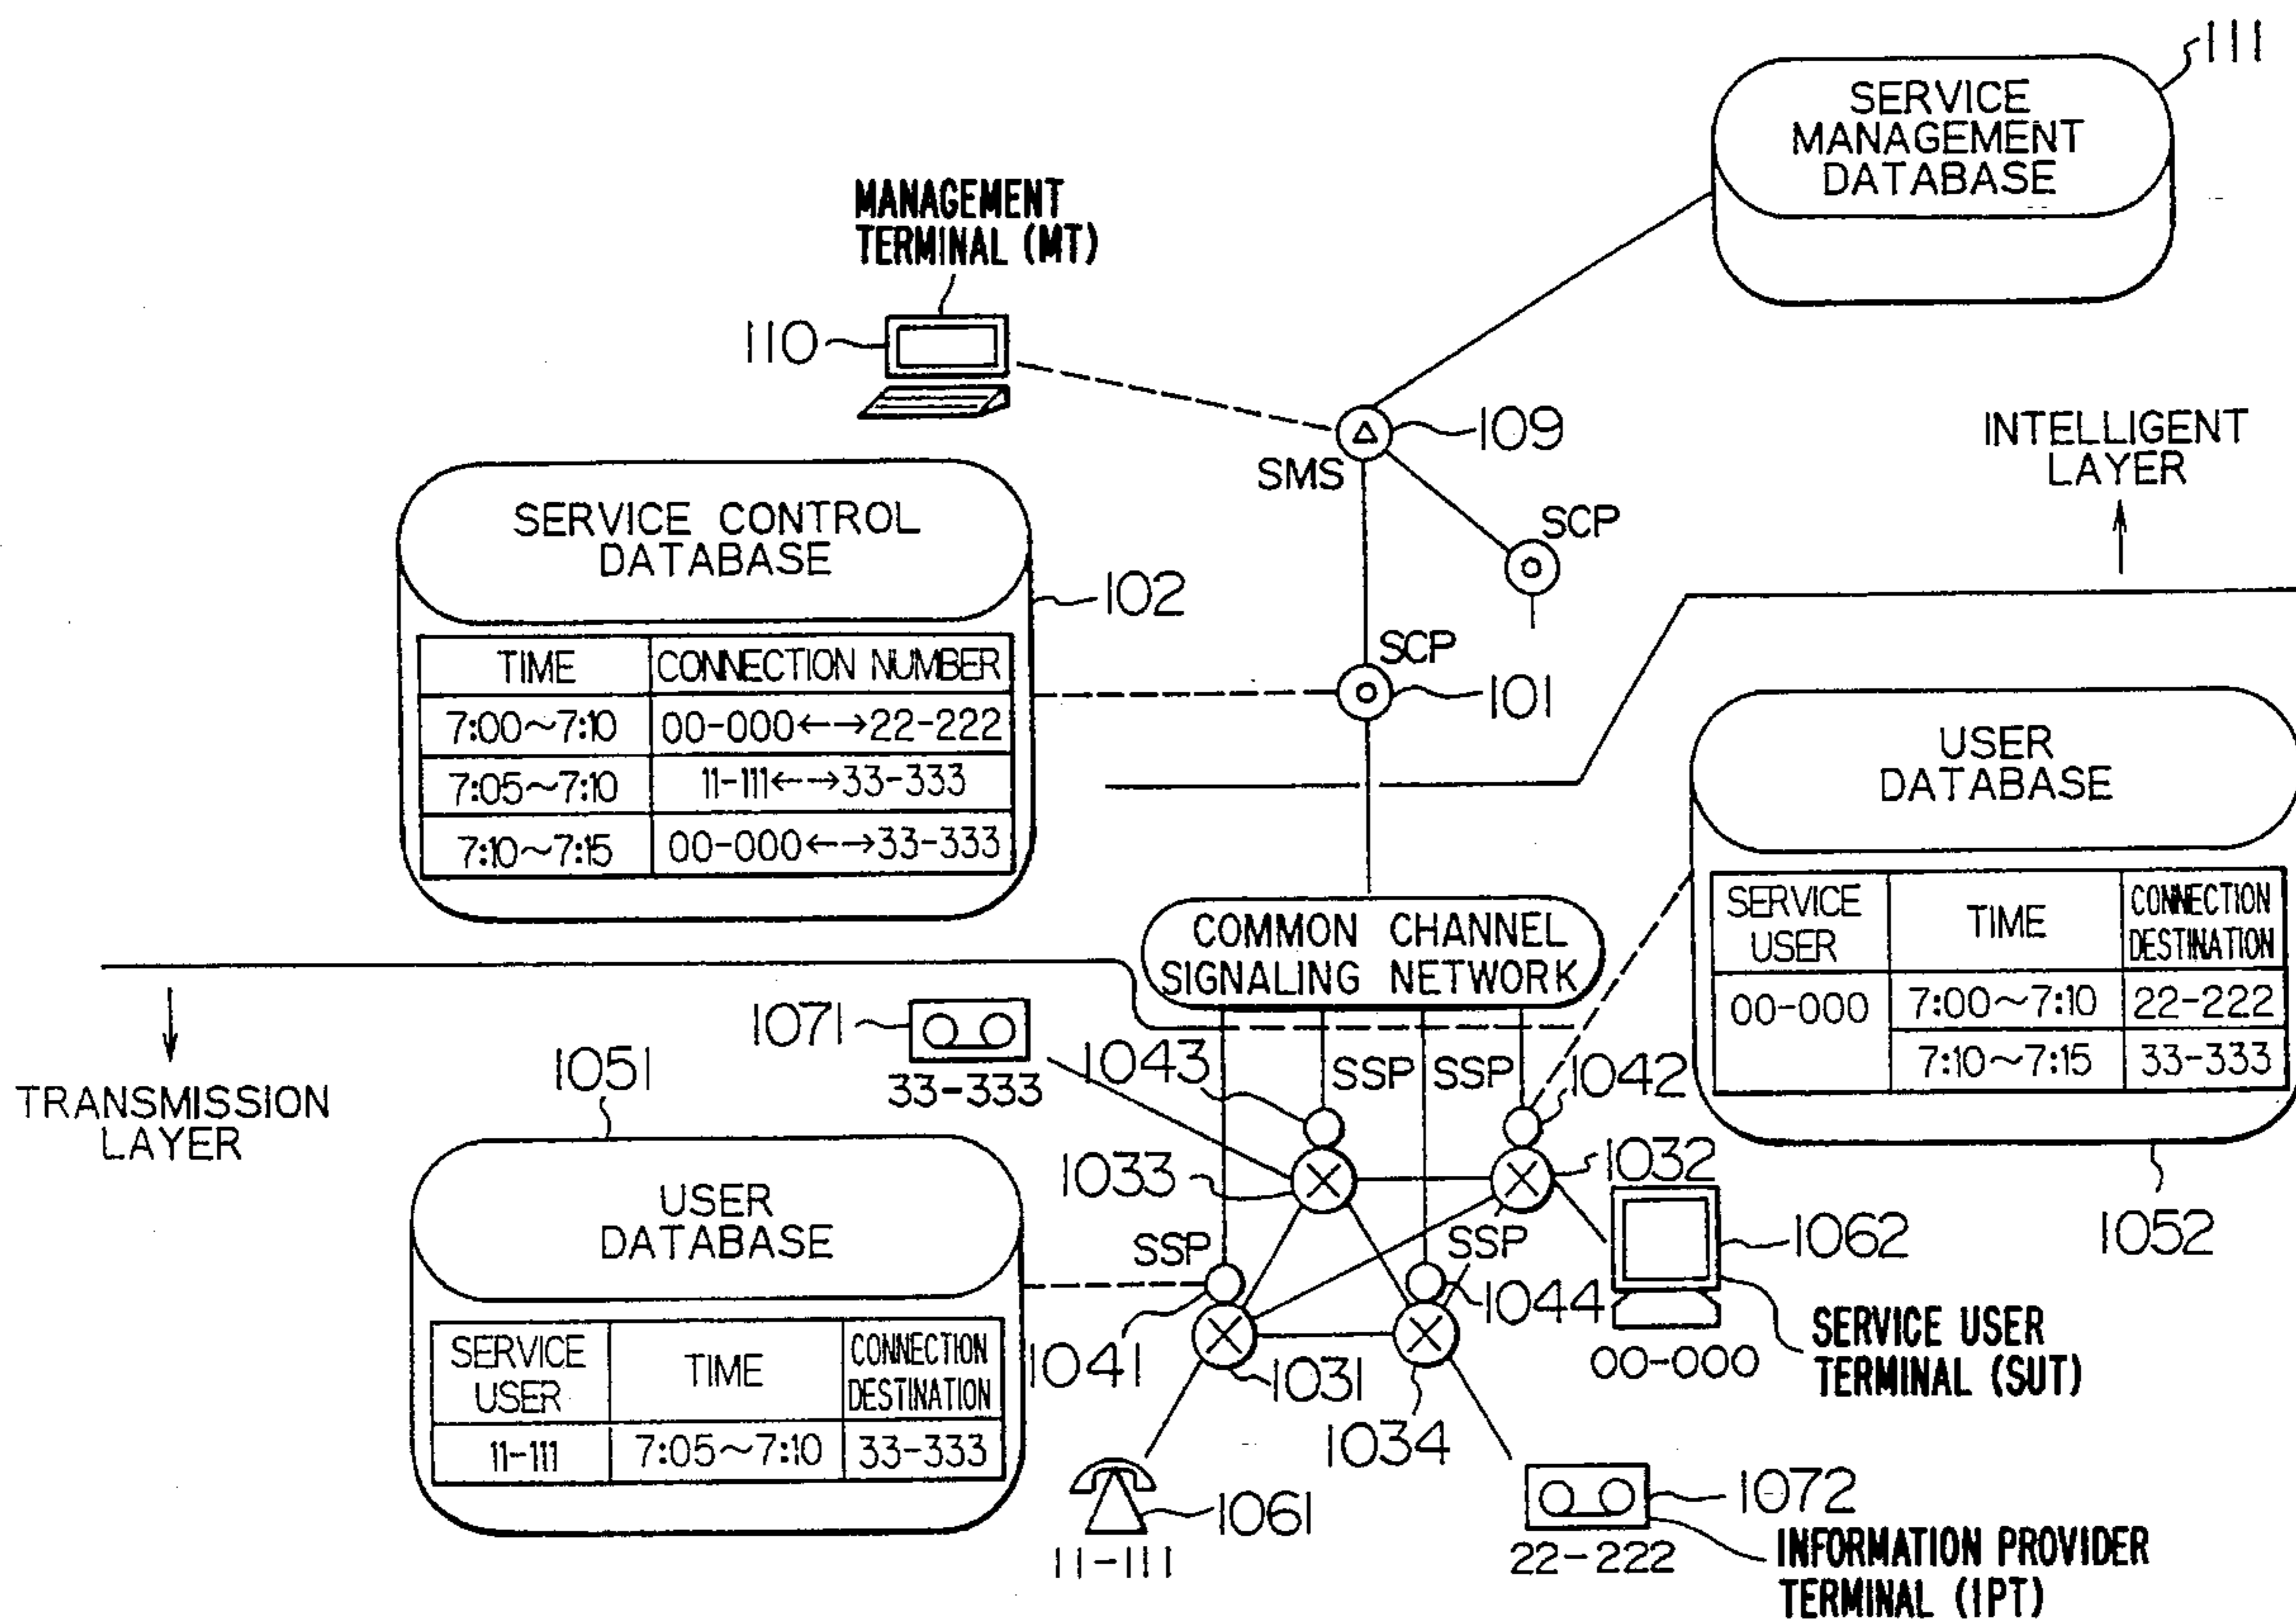 111
SERVICE
MANAGEMENT
DATABASE
MANAGEMENT
TERMINAL (MT)
110
109
SMS
INTELLIGENT
LAYER
SCP
SERVICE CONTROL
DATABASE
102
TIME CONNECTION NUMBER
7:00~7:10 00-000←→22-222
7:05~7:10 11-111←→33-333
7:10~7:15 00-000←→33-333
SCP
101
USER
DATABASE
SERVICE
USER
TIME
CONNECTION
DESTINATION
00-000 7:00~7:10 22-222
7:10~7:15 33-333
1052
COMMON CHANNEL
SIGNALING NETWORK
TRANSMISSION
LAYER
1071
33-333
1043
SSP
SSP
1042
1033
1032
1051
USER
DATABASE
SERVICE
USER
TIME
CONNECTION
DESTINATION
11-111 7:05~7:10 33-333
SSP
SSP
1041
1031
1044
1034
1062
00-000
SERVICE USER
TERMINAL (SUT)
1061
11-111
1072
22-222
INFORMATION PROVIDER
TERMINAL (IPT)